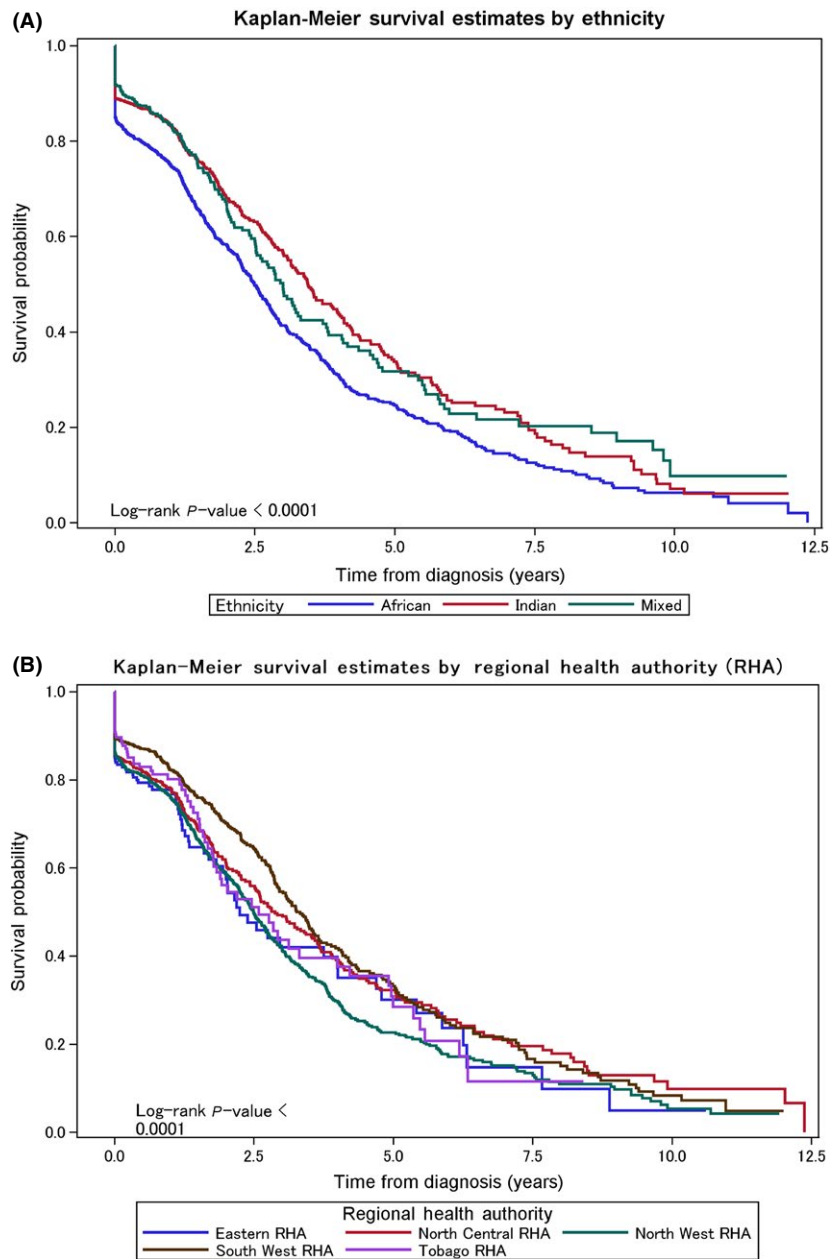 (A)
Kaplan-Meier survival estimates by ethnicity
1.0
0.8
0.6
0.4
0.2
0.0
Survival probability
Log-rank P-value < 0.0001
0.0 2.5 5.0 7.5 10.0 12.5
Time from diagnosis (years)
Ethnicity African Indian Mixed
(B)
Kaplan-Meier survival estimates by regional health authority (RHA)
1.0
0.8
0.6
0.4
0.2
0.0
Survival probability
Log-rank P-value <
0.0001
0.0 2.5 5.0 7.5 10.0 12.5
Time from diagnosis (years)
Regional health authority
Eastern RHA North Central RHA North West RHA
South West RHA Tobago RHA